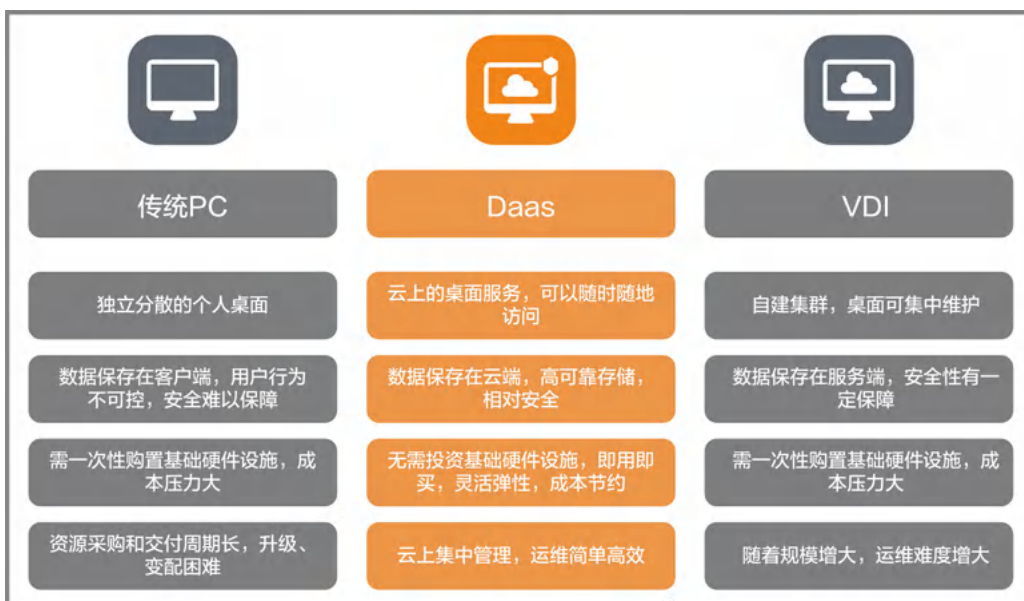 传统PC
Daas
VDI
独立分散的个人桌面
云上的桌面服务，可以随时随地
访问
自建集群，桌面可集中维护
数据保存在客户端，用户行为
不可控，安全难以保障
数据保存在云端，高可靠存储，
相对安全
数据保存在服务端，安全性有一
定保障
需一次性购置基础硬件设施，成
本压力大
无需投资基础硬件设施，即用即
买，灵活弹性，成本节约
需一次性购置基础硬件设施，成
本压力大
资源采购和交付周期长，升级、
变配困难
云上集中管理，运维简单高效
随着规模增大，运维难度增大